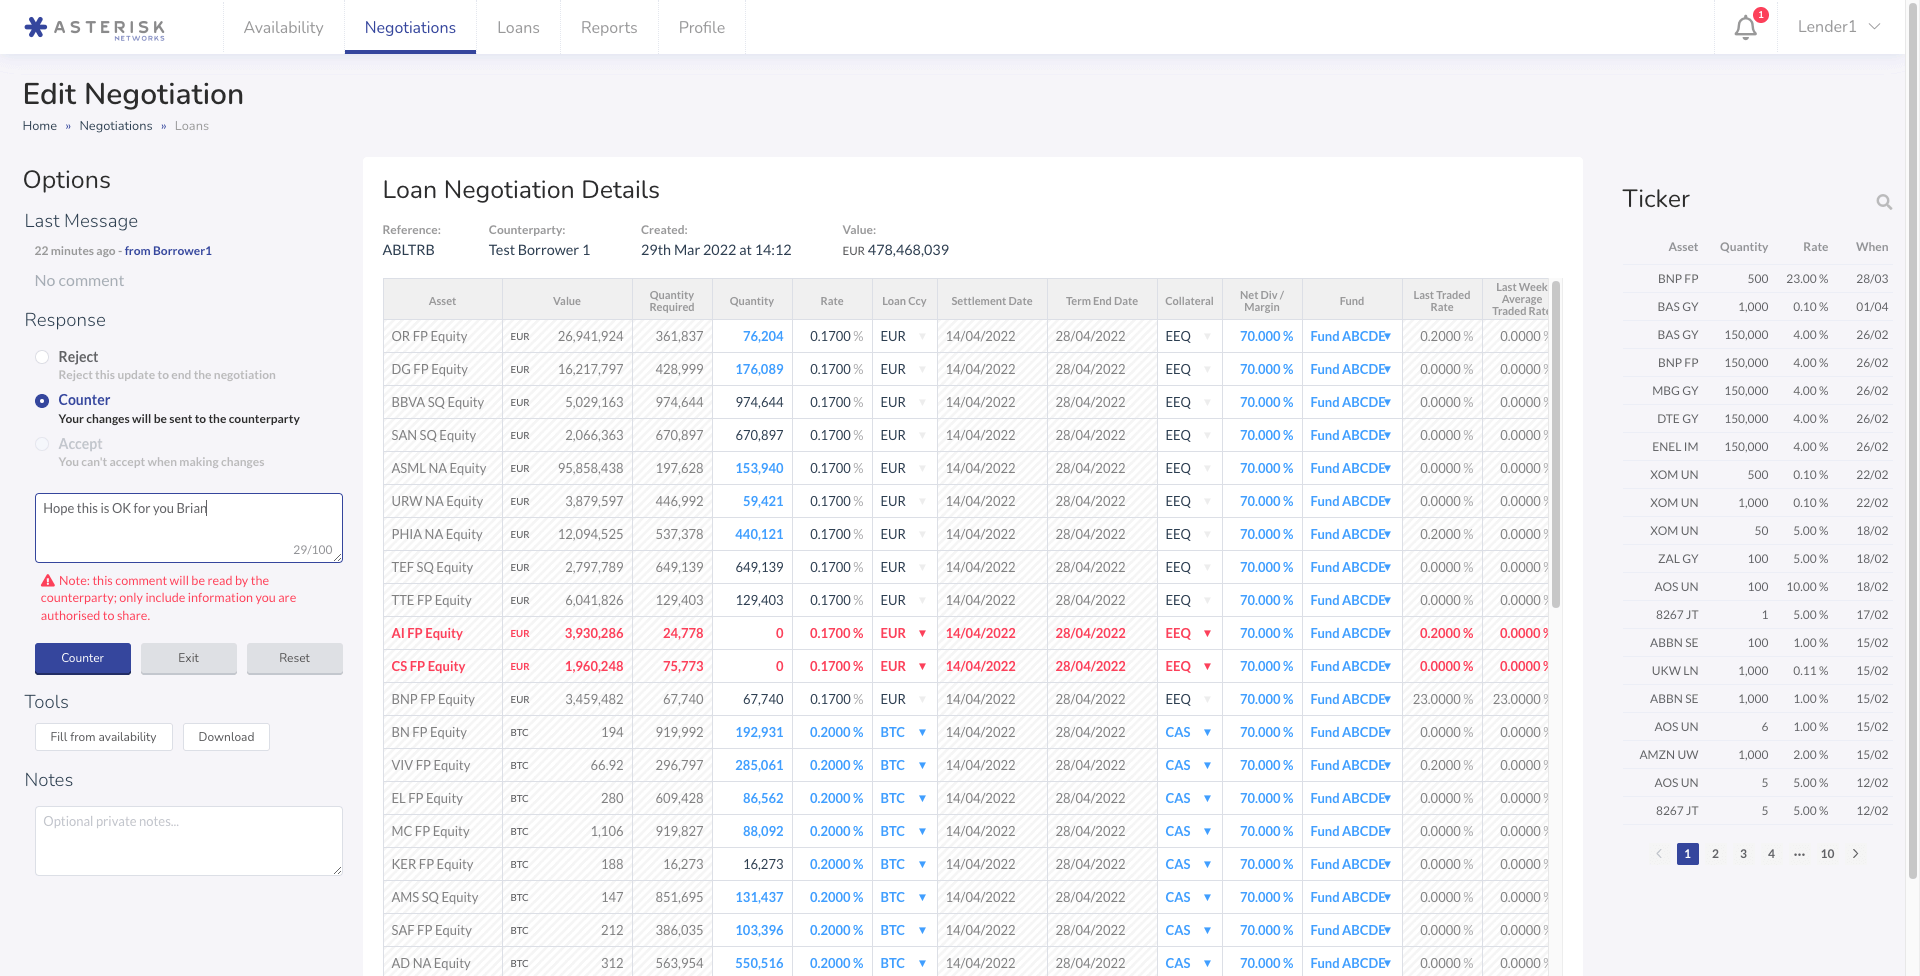 ASTERISK
NETWORKS
Availability Negotiations Loans Reports Profile 1 Lender1
Edit Negotiation
Home » Negotiations » Loans
Options
Last Message
22 minutes ago - from Borrower1
No comment
Response
Reject
Reject this update to end the negotiation
Counter
Your changes will be sent to the counterparty
Accept
You can't accept when making changes
Hope this is OK for you Brian
29/100
Note: this comment will be read by the
counterparty; only include information you are
authorised to share.
Counter Exit Reset
Tools
Fill from availability Download
Notes
Optional private notes...
Loan Negotiation Details
Reference: Counterparty: Created: Value:
ABLTRB Test Borrower 1 29th Mar 2022 at 14:12 EUR 478,468,039
Asset Value Quantity Required Quantity Rate Loan Ccy Settlement Date Term End Date Collateral Net Div / Margin Fund Last Traded Rate Last Week Average Traded Rate
OR FP Equity EUR 26,941,924 361,837 76,204 0.1700 % EUR 14/04/2022 28/04/2022 EEQ 70.000 % Fund ABCDE 0.2000 % 0.0000 %
DG FP Equity EUR 16,217,797 428,999 176,089 0.1700 % EUR 14/04/2022 28/04/2022 EEQ 70.000 % Fund ABCDE 0.0000 % 0.0000 %
BBVA SQ Equity EUR 5,029,163 974,644 974,644 0.1700 % EUR 14/04/2022 28/04/2022 EEQ 70.000 % Fund ABCDE 0.0000 % 0.0000 %
SAN SQ Equity EUR 2,066,363 670,897 670,897 0.1700 % EUR 14/04/2022 28/04/2022 EEQ 70.000 % Fund ABCDE 0.0000 % 0.0000 %
ASML NA Equity EUR 95,858,438 197,628 153,940 0.1700 % EUR 14/04/2022 28/04/2022 EEQ 70.000 % Fund ABCDE 0.0000 % 0.0000 %
URW NA Equity EUR 3,879,597 446,992 59,421 0.1700 % EUR 14/04/2022 28/04/2022 EEQ 70.000 % Fund ABCDE 0.0000 % 0.0000 %
PHIA NA Equity EUR 12,094,525 537,378 440,121 0.1700 % EUR 14/04/2022 28/04/2022 EEQ 70.000 % Fund ABCDE 0.2000 % 0.0000 %
TEF SQ Equity EUR 2,797,789 649,139 649,139 0.1700 % EUR 14/04/2022 28/04/2022 EEQ 70.000 % Fund ABCDE 0.0000 % 0.0000 %
TTE FP Equity EUR 6,041,826 129,403 129,403 0.1700 % EUR 14/04/2022 28/04/2022 EEQ 70.000 % Fund ABCDE 0.0000 % 0.0000 %
AI FP Equity EUR 3,930,286 24,778 0 0.1700 % EUR 14/04/2022 28/04/2022 EEQ 70.000 % Fund ABCDE 0.2000 % 0.0000 %
CS FP Equity EUR 1,960,248 75,773 0 0.1700 % EUR 14/04/2022 28/04/2022 EEQ 70.000 % Fund ABCDE 0.0000 % 0.0000 %
BNP FP Equity EUR 3,459,482 67,740 67,740 0.1700 % EUR 14/04/2022 28/04/2022 EEQ 70.000 % Fund ABCDE 23.0000 % 23.0000 %
BN FP Equity BTC 194 919,992 192,931 0.2000 % BTC 14/04/2022 28/04/2022 CAS 70.000 % Fund ABCDE 0.0000 % 0.0000 %
VIV FP Equity BTC 66.92 296,797 285,061 0.2000 % BTC 14/04/2022 28/04/2022 CAS 70.000 % Fund ABCDE 0.2000 % 0.0000 %
EL FP Equity BTC 280 609,428 86,562 0.2000 % BTC 14/04/2022 28/04/2022 CAS 70.000 % Fund ABCDE 0.0000 % 0.0000 %
MC FP Equity BTC 1,106 919,827 88,092 0.2000 % BTC 14/04/2022 28/04/2022 CAS 70.000 % Fund ABCDE 0.0000 % 0.0000 %
KER FP Equity BTC 188 16,273 16,273 0.2000 % BTC 14/04/2022 28/04/2022 CAS 70.000 % Fund ABCDE 0.0000 % 0.0000 %
AMS SQ Equity BTC 147 851,695 131,437 0.2000 % BTC 14/04/2022 28/04/2022 CAS 70.000 % Fund ABCDE 0.0000 % 0.0000 %
SAF FP Equity BTC 212 386,035 103,396 0.2000 % BTC 14/04/2022 28/04/2022 CAS 70.000 % Fund ABCDE 0.0000 % 0.0000 %
AD NA Equity BTC 312 563,954 550,516 0.2000 % BTC 14/04/2022 28/04/2022 CAS 70.000 % Fund ABCDE 0.0000 % 0.0000 %
Ticker
Asset Quantity Rate When
BNP FP 500 23.00 % 28/03
BAS GY 1,000 0.10 % 01/04
BAS GY 150,000 4.00 % 26/02
BNP FP 150,000 4.00 % 26/02
MBG GY 150,000 4.00 % 26/02
DTE GY 150,000 4.00 % 26/02
ENEL IM 150,000 4.00 % 26/02
XOM UN 500 0.10 % 22/02
XOM UN 1,000 0.10 % 22/02
XOM UN 50 5.00 % 18/02
ZAL GY 100 5.00 % 18/02
AOS UN 100 10.00 % 18/02
8267 JT 1 5.00 % 17/02
ABBN SE 100 1.00 % 15/02
UKW LN 1,000 0.11 % 15/02
ABBN SE 1,000 1.00 % 15/02
AOS UN 6 1.00 % 15/02
AMZN UW 1,000 2.00 % 15/02
AOS UN 5 5.00 % 12/02
8267 JT 5 5.00 % 12/02
1 2 3 4 ··· 10